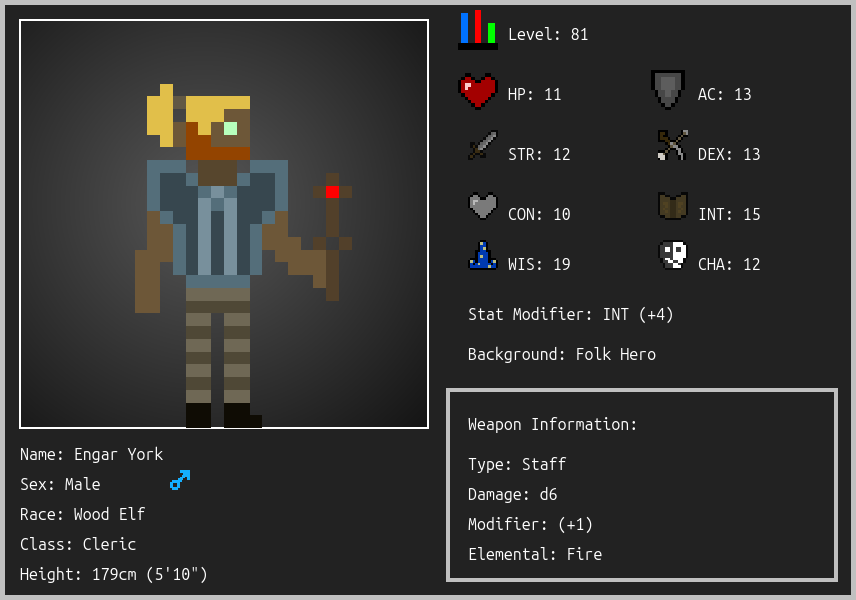 Level: 81
HP: 11
AC: 13
STR: 12
DEX: 13
CON: 10
INT: 15
WIS: 19
CHA: 12
Stat Modifier: INT (+4)
Background: Folk Hero
Weapon Information:
Type: Staff
Damage: d6
Modifier: (+1)
Elemental: Fire
Name: Engar York
Sex: Male
Race: Wood Elf
Class: Cleric
Height: 179cm (5'10")